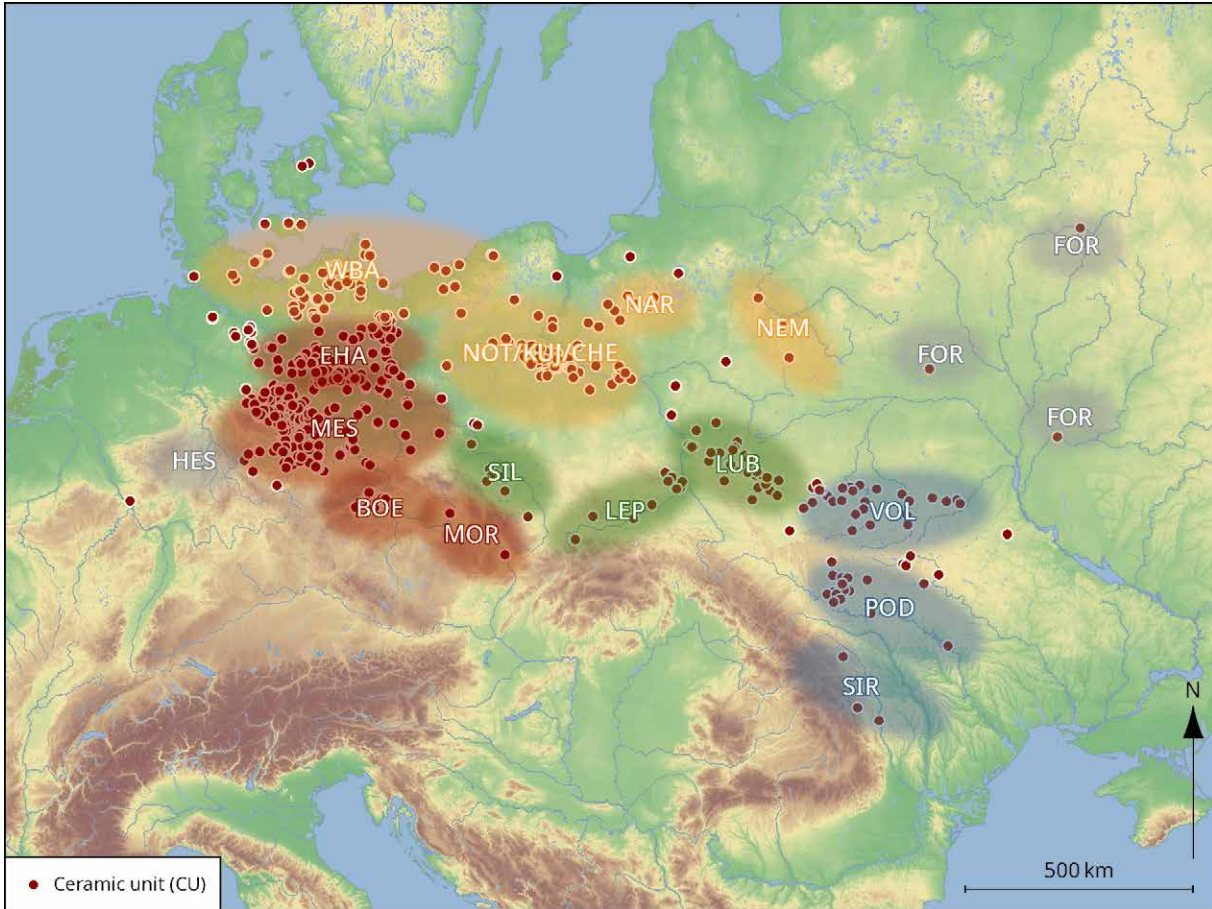 FOR
WBA
NAR
NEM
EHA
NOT/KUJ/CHE
FOR
FOR
MES
HES
SIL
LUB
BOE
LEP
VOL
MOR
POD
SIR
N
500 km
Ceramic unit (CU)